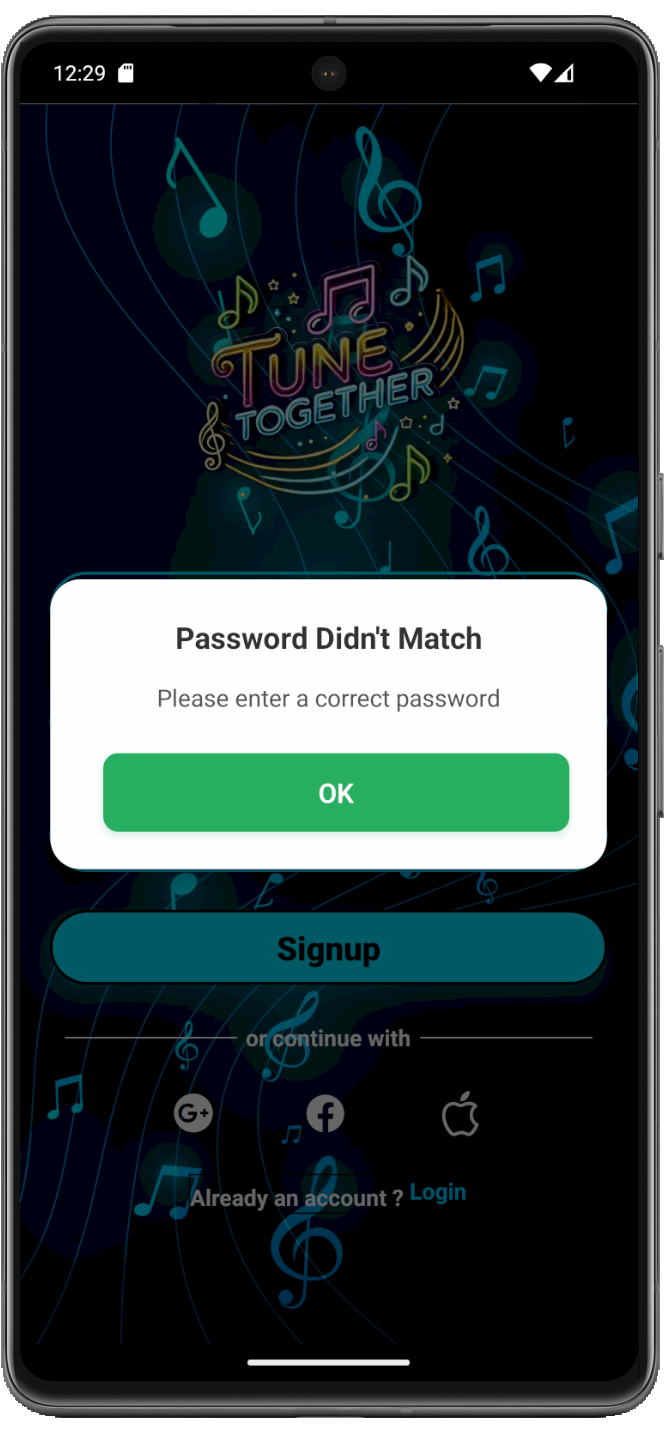 12:29
TUNE
TOGETHER
Password Didn't Match
Please enter a correct password
OK
Signup
or continue with
G+
Already an account ? Login